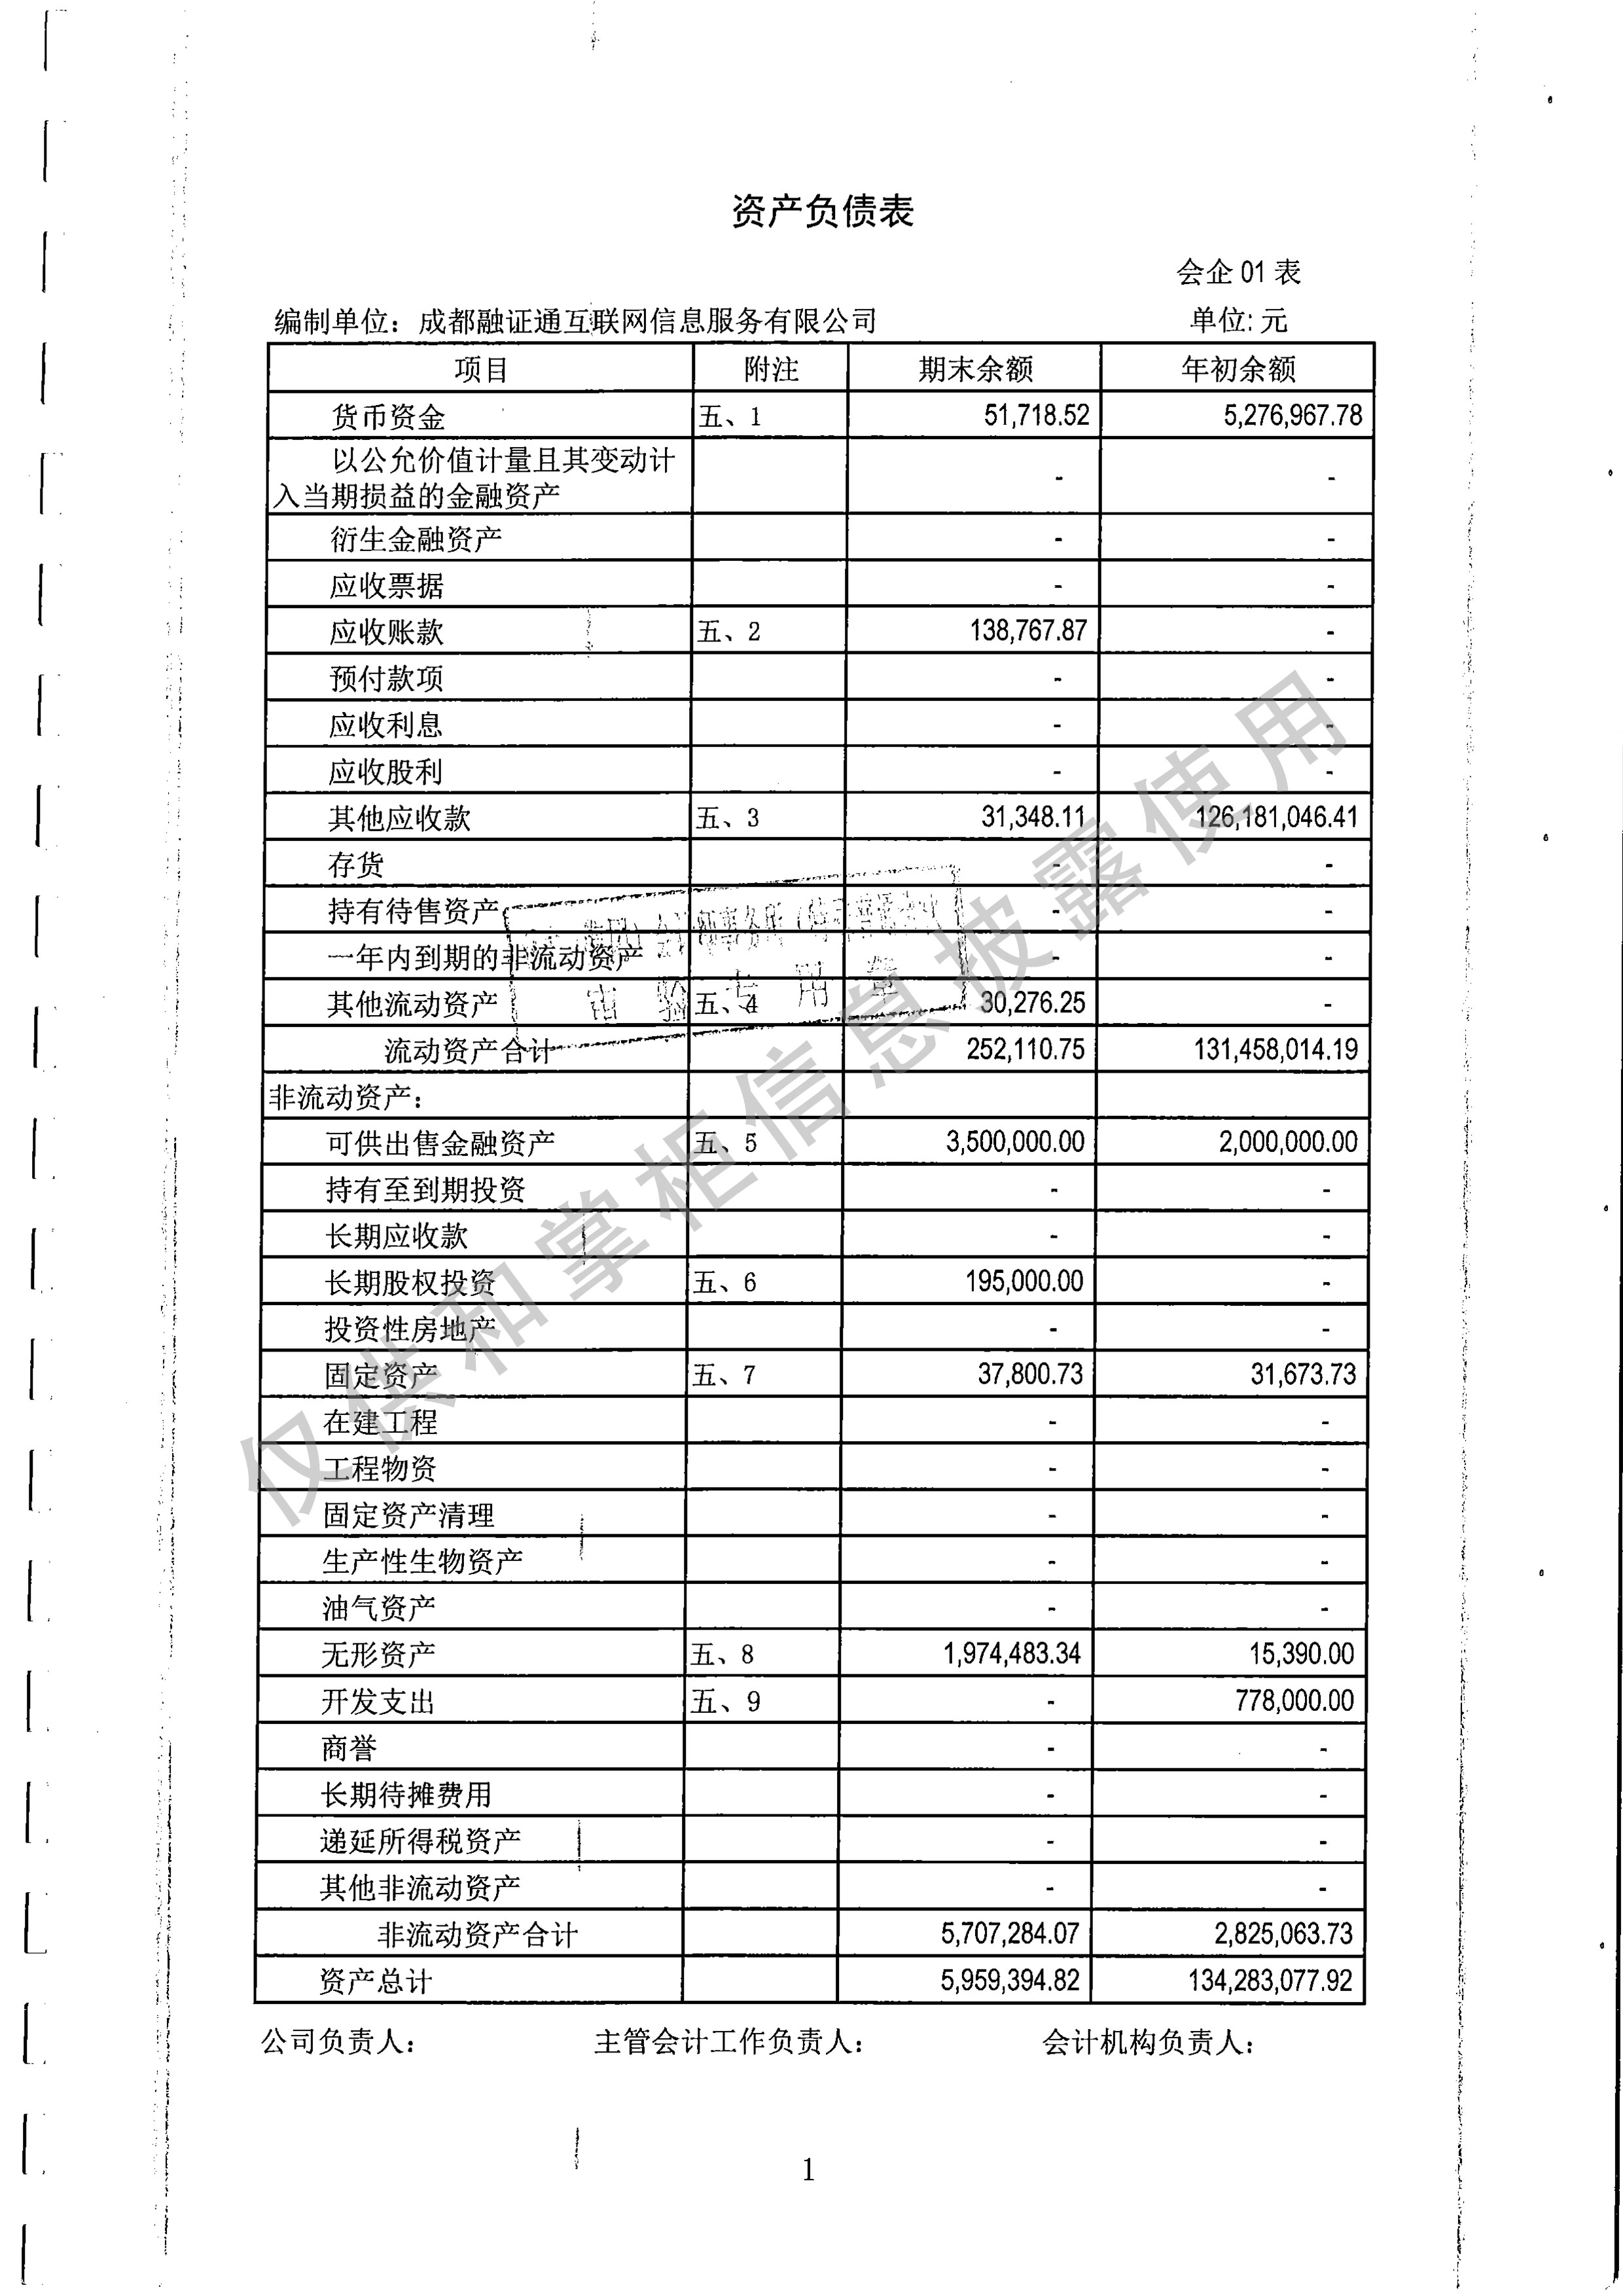 资产负债表
会企 01 表
编制单位：成都融证通互联网信息服务有限公司 单位: 元
项目 附注 期末余额 年初余额
货币资金 五、1 51,718.52 5,276,967.78
以公允价值计量且其变动计
入当期损益的金融资产 - -
衍生金融资产 - -
应收票据 - -
应收账款 五、2 138,767.87 -
预付款项 - -
应收利息 - -
应收股利 - -
其他应收款 五、3 31,348.11 126,181,046.41
存货 - -
持有待售资产 - -
一年内到期的非流动资产 - -
其他流动资产 五、4 30,276.25 -
流动资产合计 252,110.75 131,458,014.19
非流动资产：
可供出售金融资产 五、5 3,500,000.00 2,000,000.00
持有至到期投资 - -
长期应收款 - -
长期股权投资 五、6 195,000.00 -
投资性房地产 - -
固定资产 五、7 37,800.73 31,673.73
在建工程 - -
工程物资 - -
固定资产清理 - -
生产性生物资产 - -
油气资产 - -
无形资产 五、8 1,974,483.34 15,390.00
开发支出 五、9 - 778,000.00
商誉 - -
长期待摊费用 - -
递延所得税资产 - -
其他非流动资产 - -
非流动资产合计 5,707,284.07 2,825,063.73
资产总计 5,959,394.82 134,283,077.92
公司负责人： 主管会计工作负责人： 会计机构负责人：
1
仅供和掌柜信息披露使用